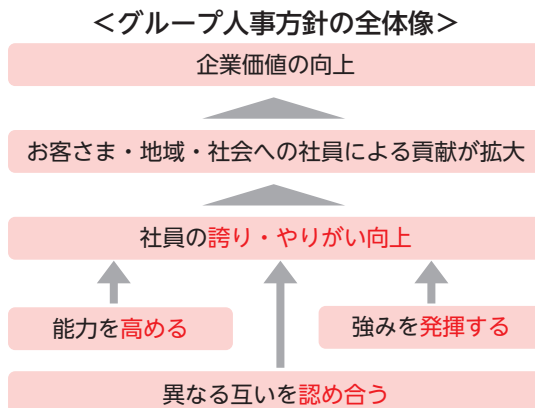 ＜グループ人事方針の全体像＞
企業価値の向上
お客さま・地域・社会への社員による貢献が拡大
社員の誇り・やりがい向上
能力を高める
強みを発揮する
異なる互いを認め合う